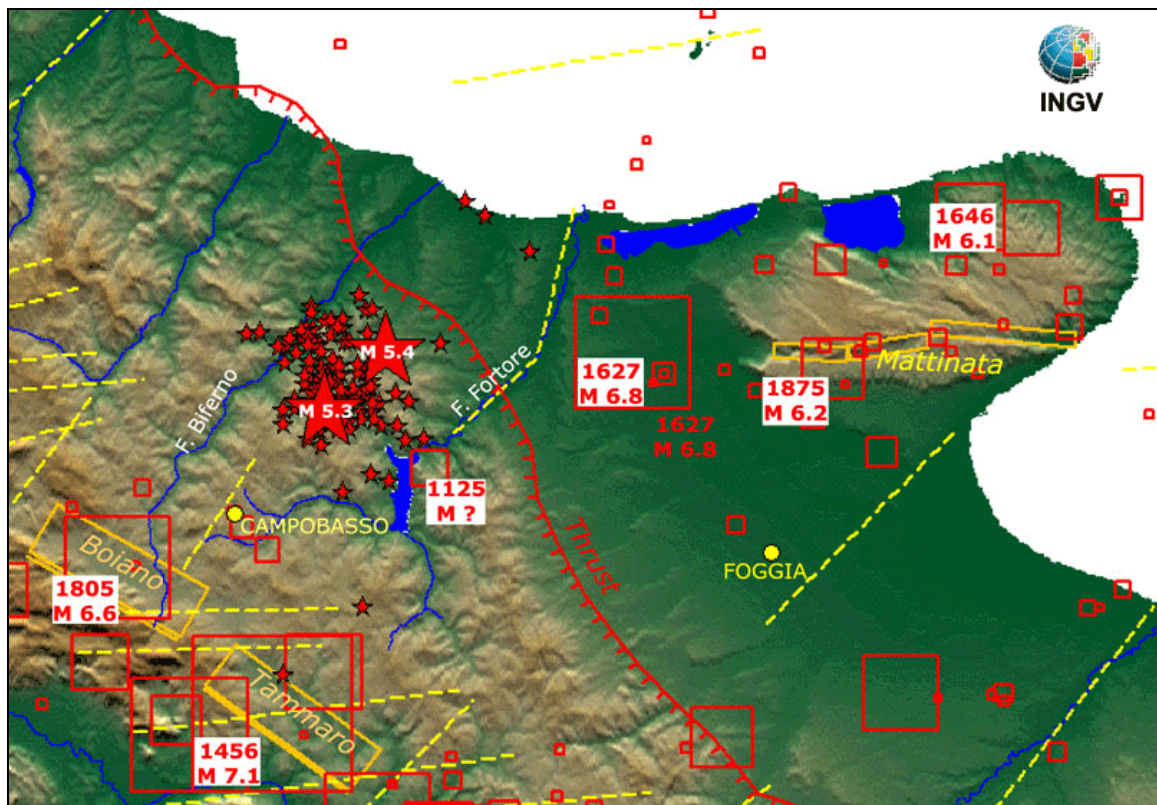 INGV
1646
M 6.1
F. Biferno
M 5.4
M 5.3
F. Fortore
1627
M 6.8
1627
M 6.8
1875
M 6.2
Mattinata
1125
M ?
CAMPOBASSO
Thrust
FOGGIA
Boiano
1805
M 6.6
Tammaro
1456
M 7.1